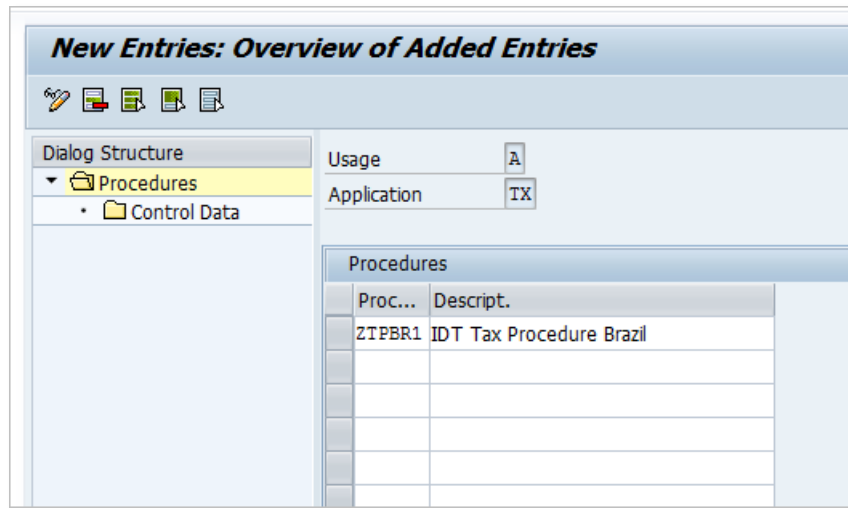 New Entries: Overview of Added Entries
Dialog Structure
Procedures
Control Data
Usage A
Application TX
Procedures
Proc... Descript.
ZTPBR1 IDT Tax Procedure Brazil